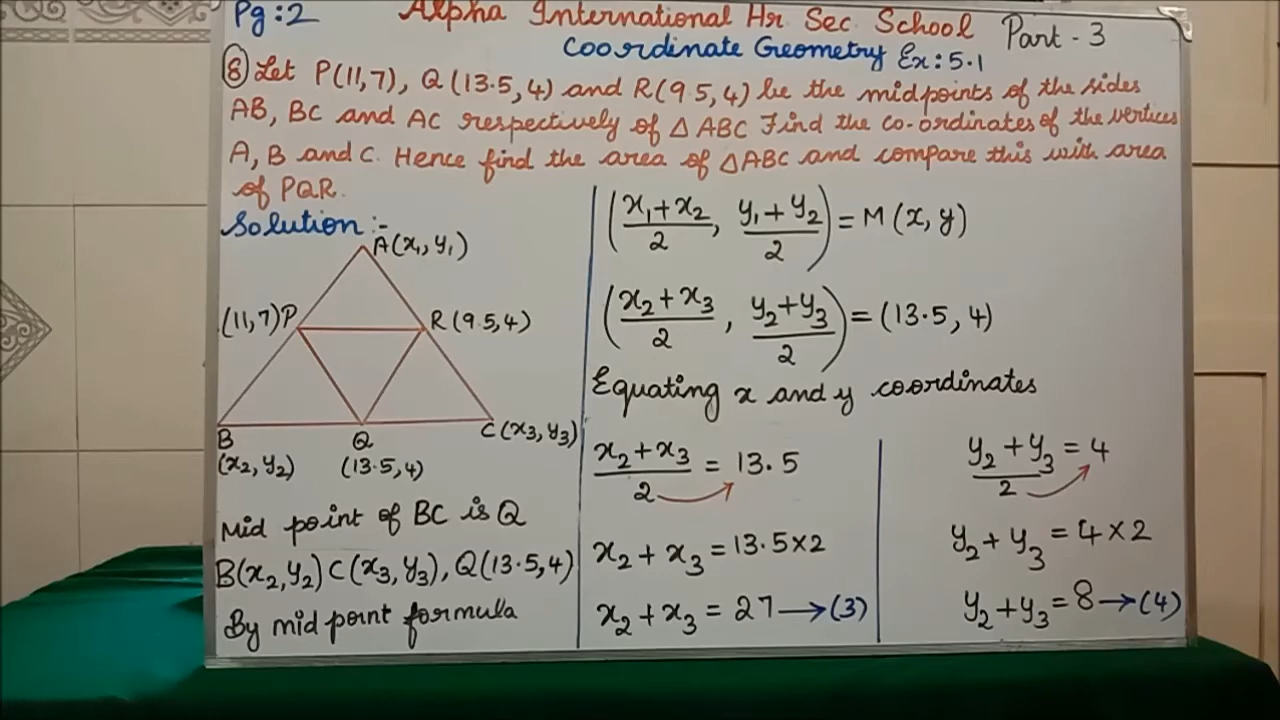 Pg:2 Alpha International Hr Sec School Part - 3
Coordinate Geometry Ex: 5.1
⑧ Let P(11,7), Q(13.5,4) and R(9.5,4) be the midpoints of the sides
AB, BC and AC respectively of △ ABC Find the co-ordinates of the vertices
A, B and C. Hence find the area of △ABC and compare this with area
of PQR.
Solution:-
A(x₁, y₁)
(11,7)P
R(9.5,4)
B
Q
C(x₃, y₃)
(x₂, y₂)
(13.5,4)
Mid point of BC is Q
B(x₂,y₂) C(x₃, y₃), Q(13.5,4)
By mid point formula
((x₁+x₂)/2, (y₁+y₂)/2) = M(x, y)
((x₂+x₃)/2, (y₂+y₃)/2) = (13.5, 4)
Equating x and y coordinates
(x₂+x₃)/2 = 13.5
x₂ + x₃ = 13.5×2
x₂ + x₃ = 27 →(3)
(y₂+y₃)/2 = 4
y₂ + y₃ = 4×2
y₂+y₃ = 8 →(4)